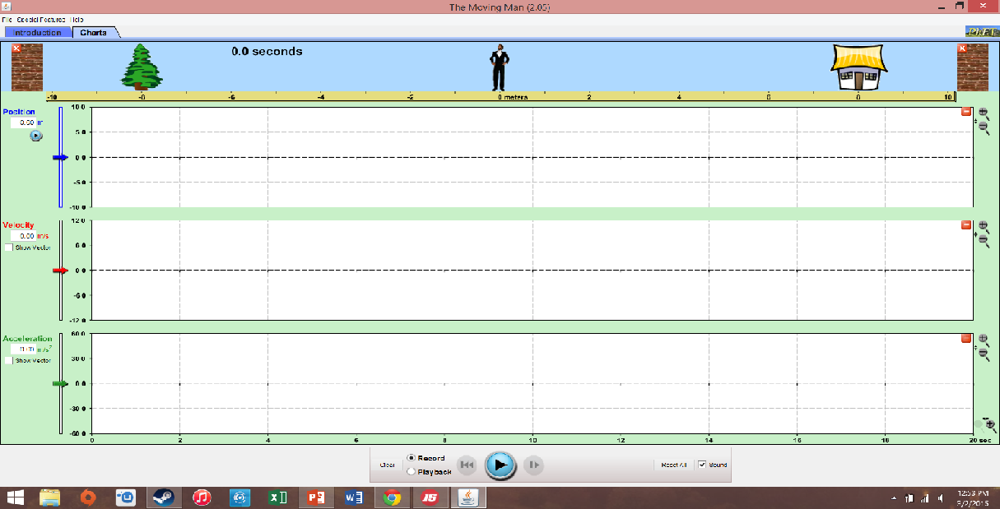 The Moving Man (2.05)
File Special Features Help
Introduction Charts
PhET
0.0 seconds
-10 -8 -6 -4 -2 0 meters 2 4 6 8 10
Position
0.00 m
10.0
5.0
0.0
-5.0
-10.0
Velocity
0.00 m/s
Show Vector
12.0
6.0
0.0
-6.0
-12.0
Acceleration
0.00 m/s2
Show Vector
60.0
30.0
0.0
-30.0
-60.0
0 2 4 6 8 10 12 14 16 18 20 sec
Clear
Record
Playback
Reset All
Sound
12:53 PM
3/2/2015